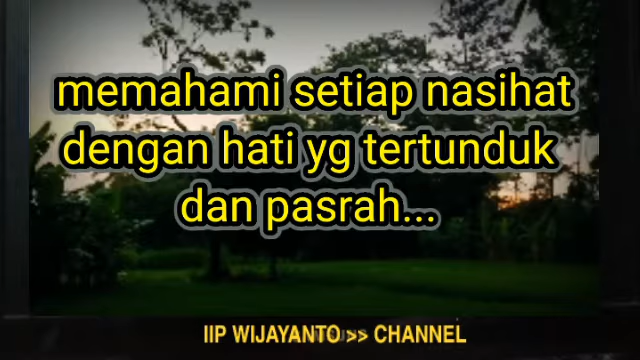 memahami setiap nasihat
dengan hati yg tertunduk
dan pasrah...
IIP WIJAYANTO >> CHANNEL